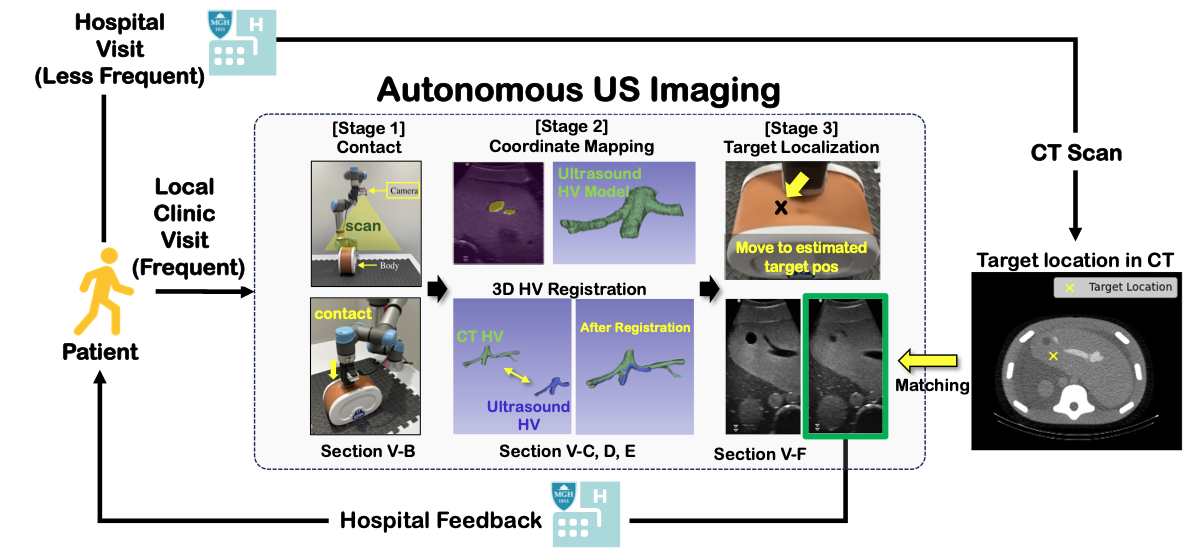 Hospital
Visit
(Less Frequent)
MGH
1811
H
Autonomous US Imaging
[Stage 1]
Contact
[Stage 2]
Coordinate Mapping
[Stage 3]
Target Localization
CT Scan
Local
Clinic
Visit
(Frequent)
Camera
scan
Body
Ultrasound
HV Model
Move to estimated
target pos
Target location in CT
Target Location
contact
3D HV Registration
CT HV
Ultrasound
HV
After Registration
Matching
Patient
Section V-B
Section V-C, D, E
Section V-F
Hospital Feedback
MGH
1811
H